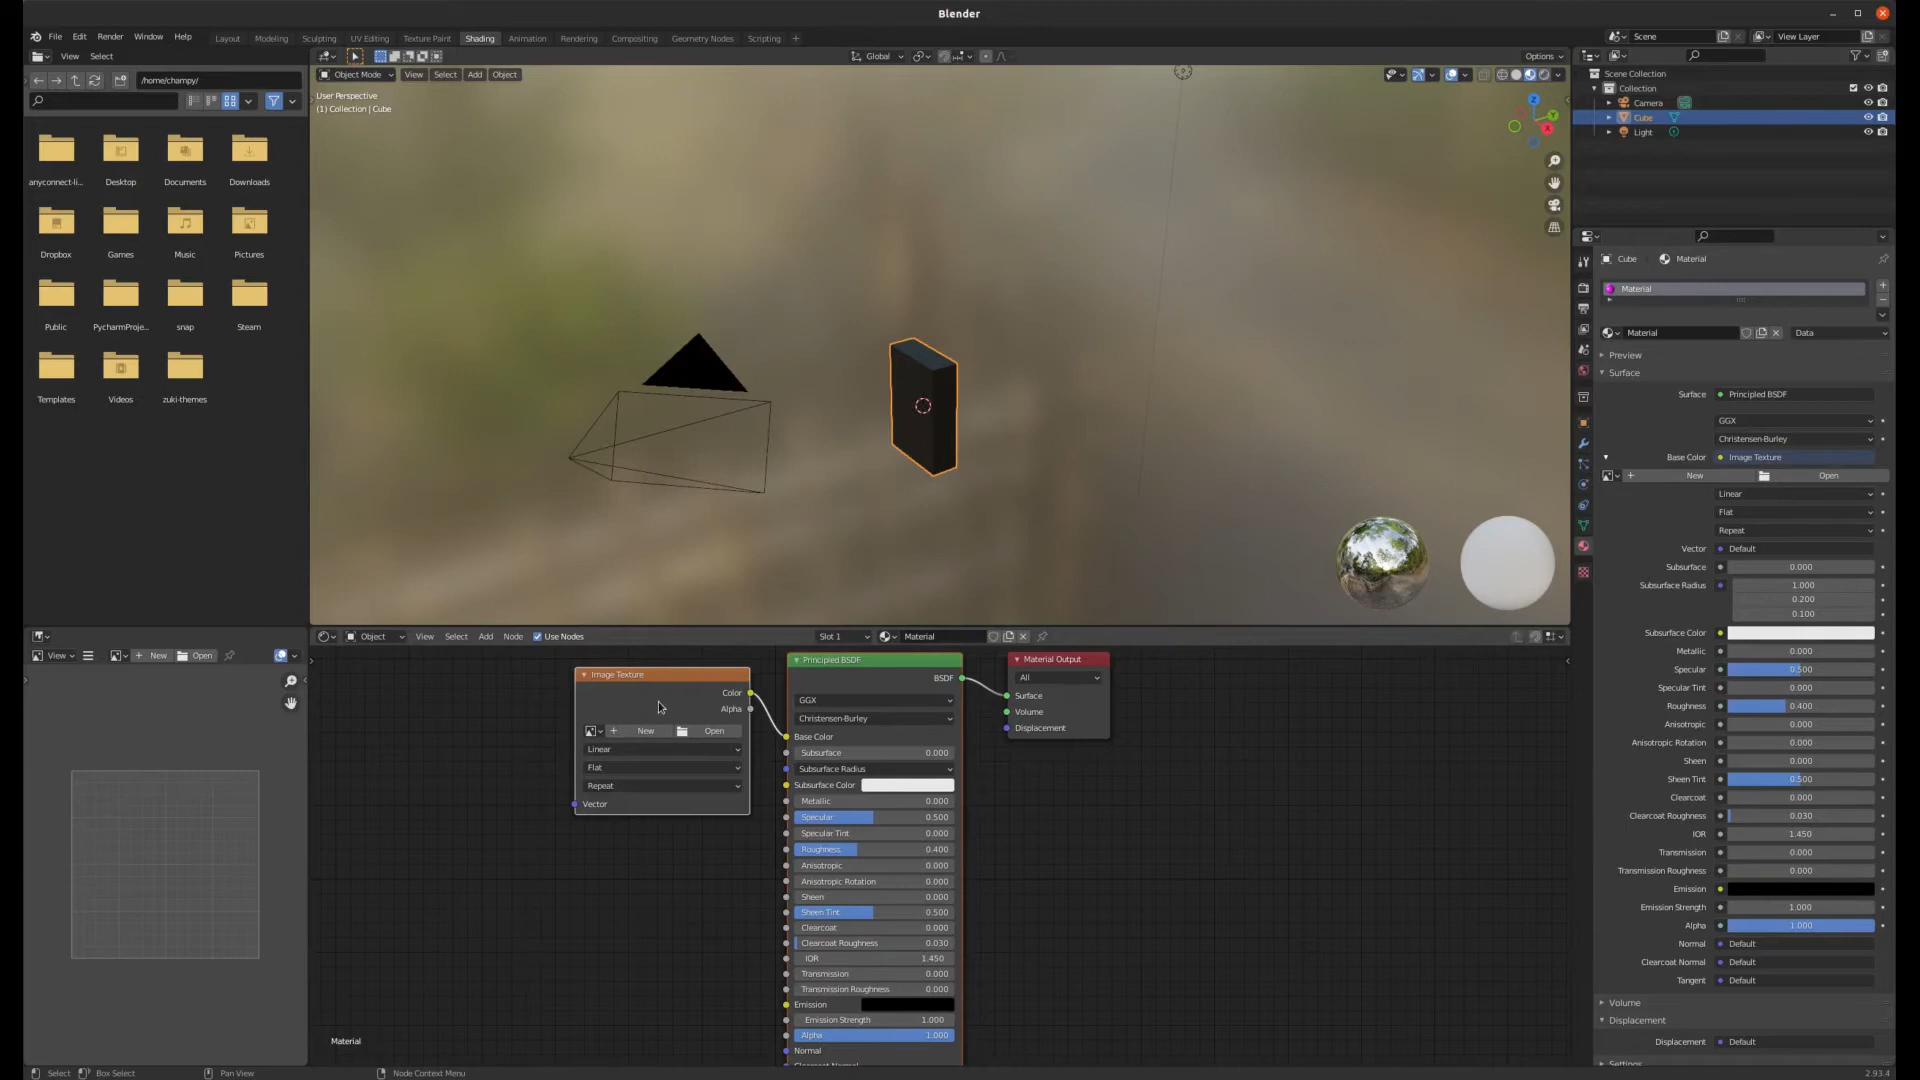 Blender
File Edit Render Window Help
Layout Modeling Sculpting UV Editing Texture Paint Shading Animation Rendering Compositing Geometry Nodes Scripting +
Scene
View Layer
View Select
Global
Options
/home/champy/
Object Mode View Select Add Object
User Perspective
(1) Collection | Cube
anyconnect-li...
Desktop
Documents
Downloads
Dropbox
Games
Music
Pictures
Public
PycharmProje...
snap
Steam
Templates
Videos
zuki-themes
Z
Y
X
Scene Collection
Collection
Camera
Cube
Light
Cube Material
Material
Material
Data
Preview
Surface
Surface Principled BSDF
GGX
Christensen-Burley
Base Color Image Texture
New Open
Linear
Flat
Repeat
Vector Default
Subsurface 0.000
Subsurface Radius 1.000
0.200
0.100
Subsurface Color
Metallic 0.000
Specular 0.500
Specular Tint 0.000
Roughness 0.400
Anisotropic 0.000
Anisotropic Rotation 0.000
Sheen 0.000
Sheen Tint 0.500
Clearcoat 0.000
Clearcoat Roughness 0.030
IOR 1.450
Transmission 0.000
Transmission Roughness 0.000
Emission
Emission Strength 1.000
Alpha 1.000
Normal Default
Clearcoat Normal Default
Tangent Default
Volume
Displacement
Displacement Default
Settings
View New Open
Object View Select Add Node Use Nodes Slot 1 Material
Image Texture
Color
Alpha
New Open
Linear
Flat
Repeat
Vector
Principled BSDF
BSDF
GGX
Christensen-Burley
Base Color
Subsurface 0.000
Subsurface Radius
Subsurface Color
Metallic 0.000
Specular 0.500
Specular Tint 0.000
Roughness 0.400
Anisotropic 0.000
Anisotropic Rotation 0.000
Sheen 0.000
Sheen Tint 0.500
Clearcoat 0.000
Clearcoat Roughness 0.030
IOR 1.450
Transmission 0.000
Transmission Roughness 0.000
Emission
Emission Strength 1.000
Alpha 1.000
Normal
Clearcoat Normal
Material Output
All
Surface
Volume
Displacement
Material
Select Box Select Pan View Node Context Menu 2.93.4